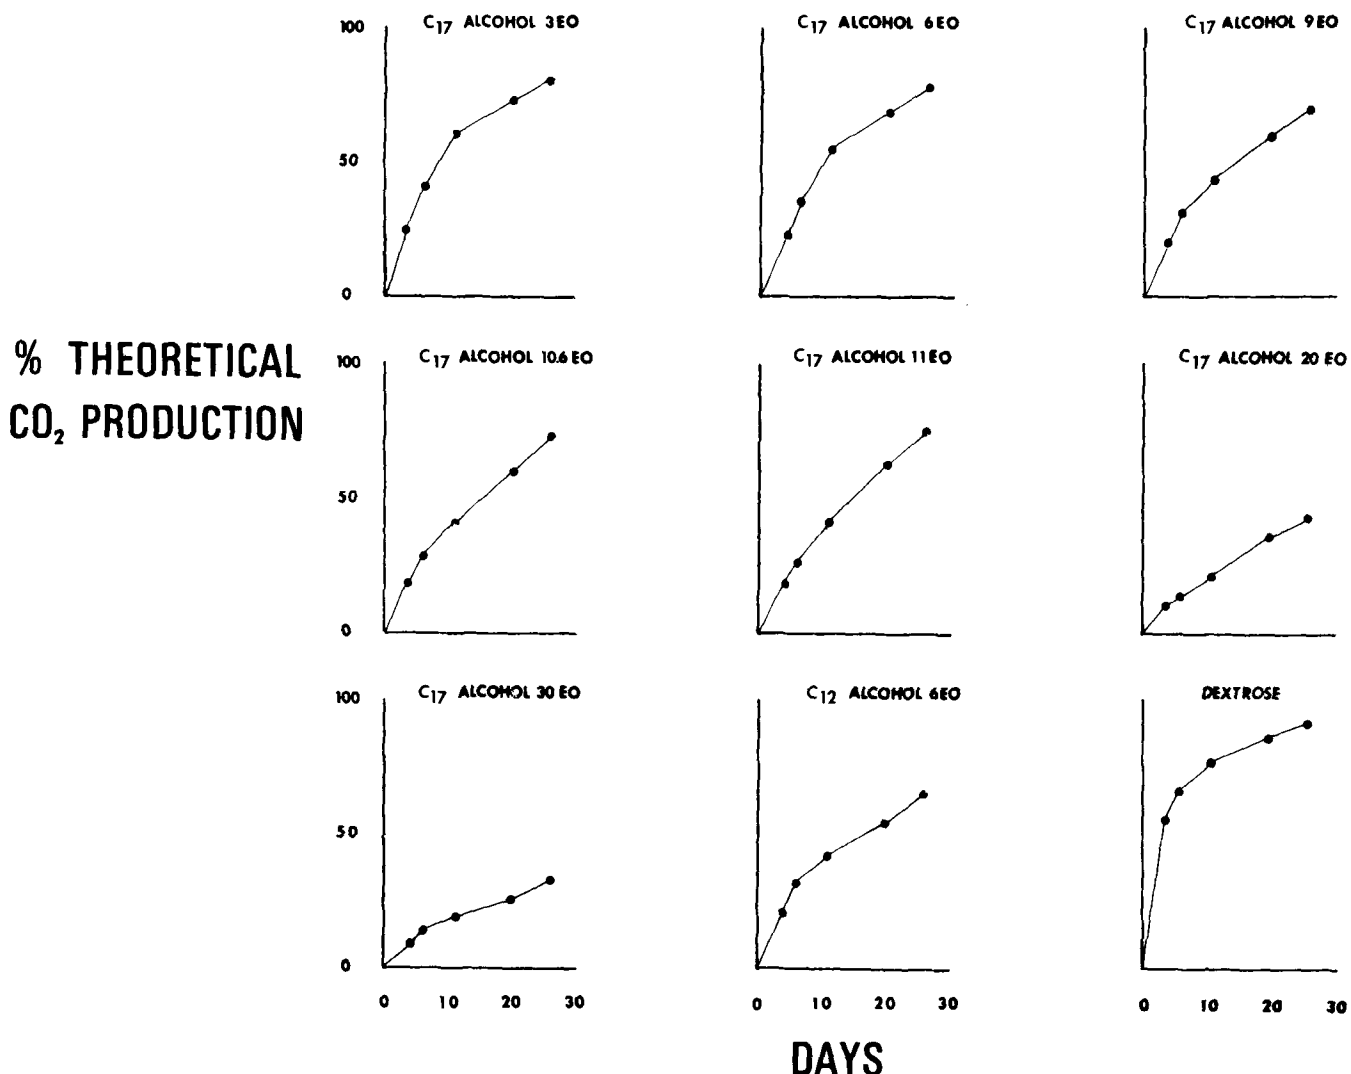 100
C17 ALCOHOL 3EO
C17 ALCOHOL 6EO
C17 ALCOHOL 9EO
50
0
% THEORETICAL
CO2 PRODUCTION
100
C17 ALCOHOL 10.6 EO
C17 ALCOHOL 11EO
C17 ALCOHOL 20 EO
50
0
100
C17 ALCOHOL 30 EO
C12 ALCOHOL 6EO
DEXTROSE
50
0
0 10 20 30
0 10 20 30
0 10 20 30
DAYS